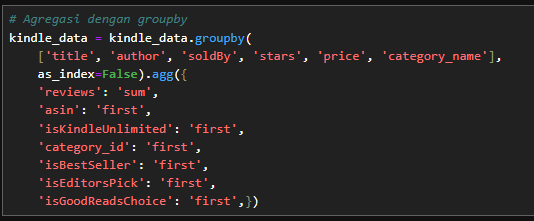 # Agregasi dengan groupby
kindle_data = kindle_data.groupby(
    ['title', 'author', 'soldBy', 'stars', 'price', 'category_name'],
    as_index=False).agg({
    'reviews': 'sum',
    'asin': 'first',
    'isKindleUnlimited': 'first',
    'category_id': 'first',
    'isBestSeller': 'first',
    'isEditorsPick': 'first',
    'isGoodReadsChoice': 'first',})